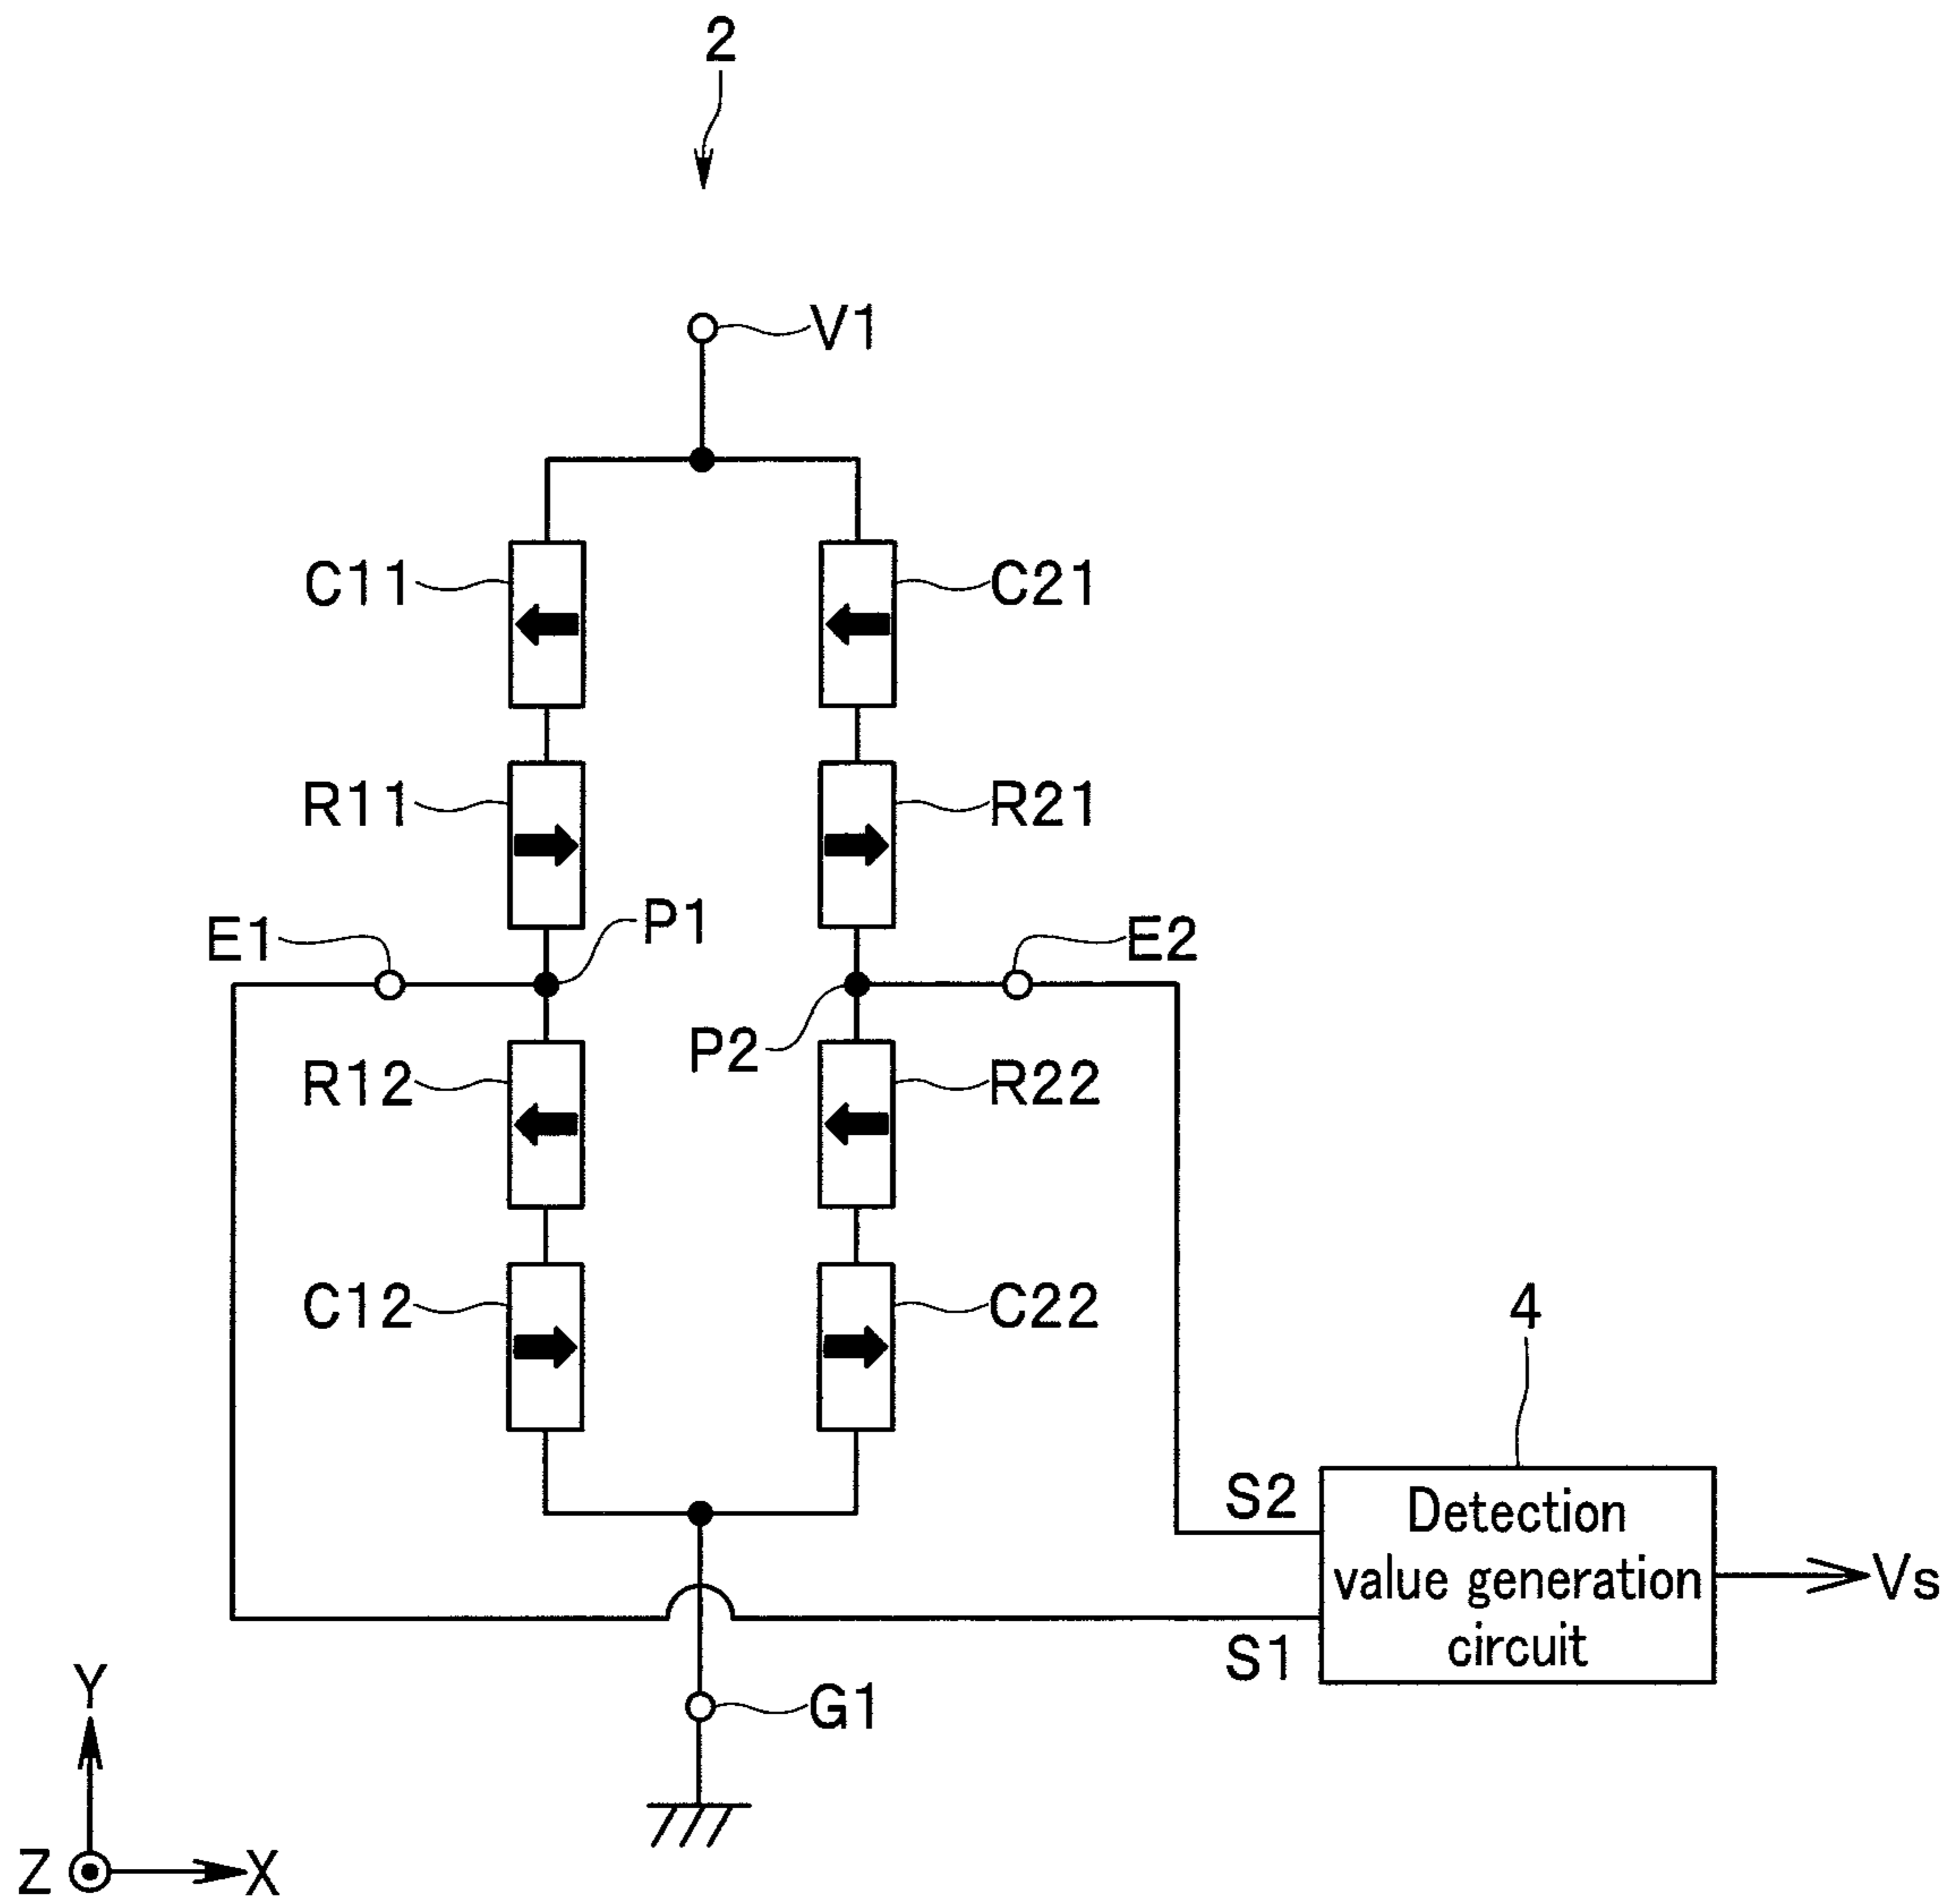 2
V1
C11
C21
R11
R21
P1
E1
E2
P2
R12
R22
C12
C22
4
S2
Detection
value generation
circuit
Vs
S1
G1
Y
Z
X